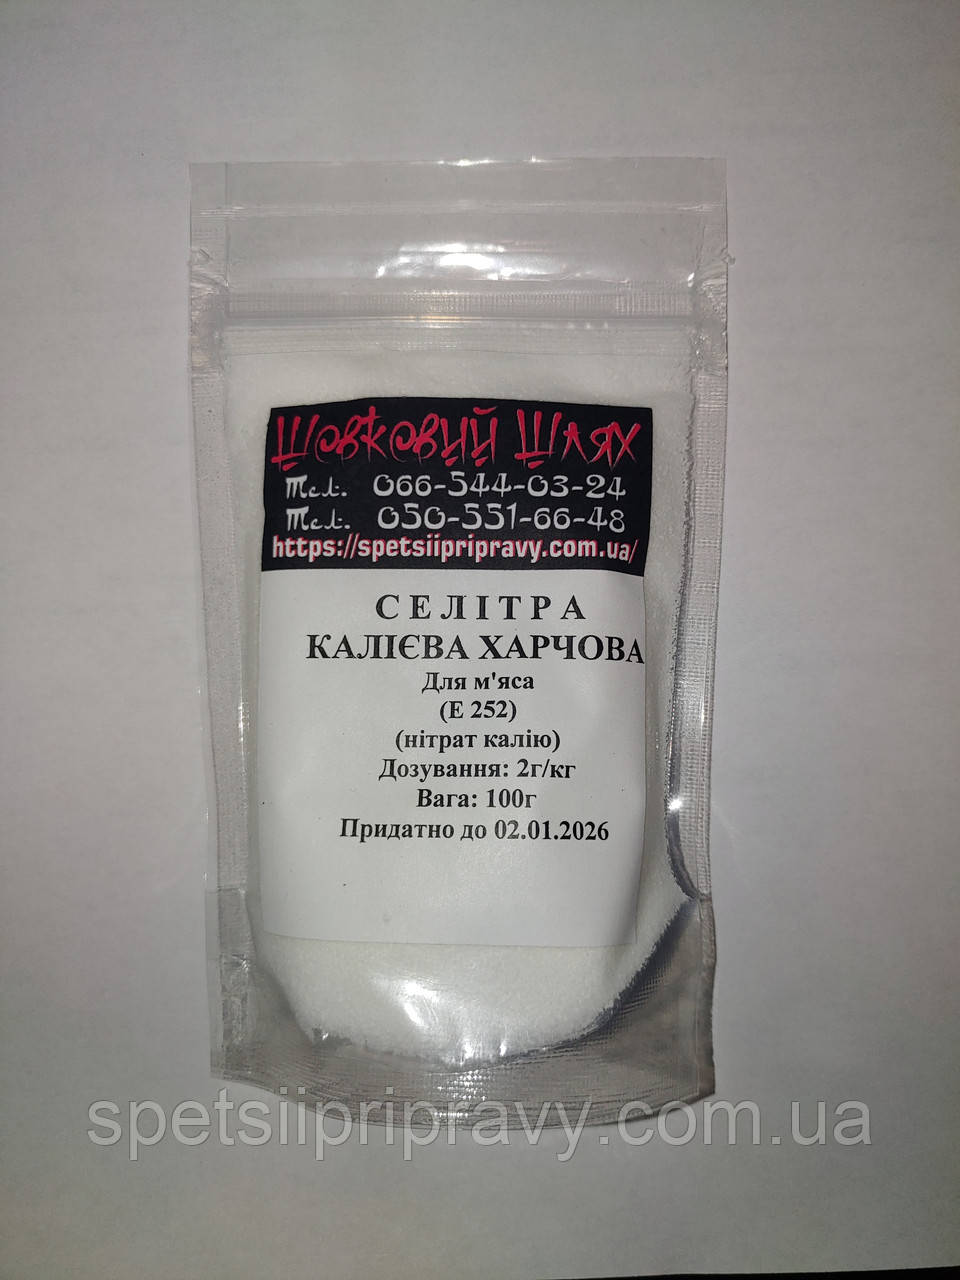 Шовковий Шлях
Тел. 066-544-03-24
Тел. 050-551-66-48
https://spetsiipripravy.com.ua/
СЕЛІТРА
КАЛІЄВА ХАРЧОВА
Для м'яса
(Е 252)
(нітрат калію)
Дозування: 2г/кг
Вага: 100г
Придатно до 02.01.2026
spetsiipripravy.com.ua